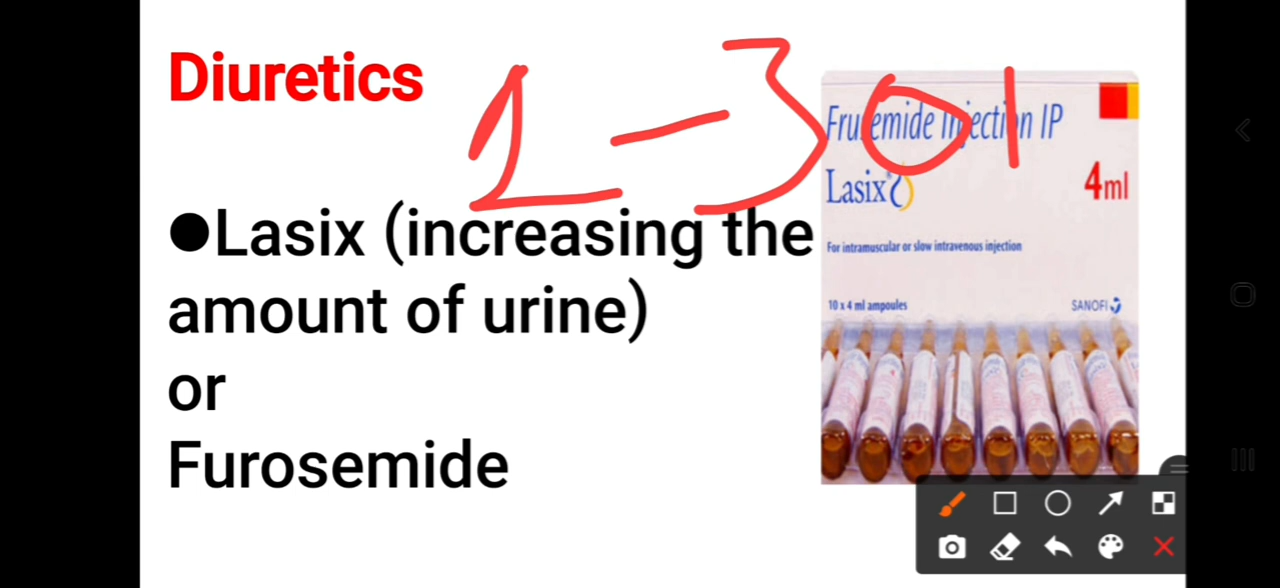 Diuretics
1-3 01
Frusemide Injection IP
Lasix
4ml
For intramuscular or slow intravenous injection
10 x 4 ml ampoules
SANOFI
●Lasix (increasing the
amount of urine)
or
Furosemide